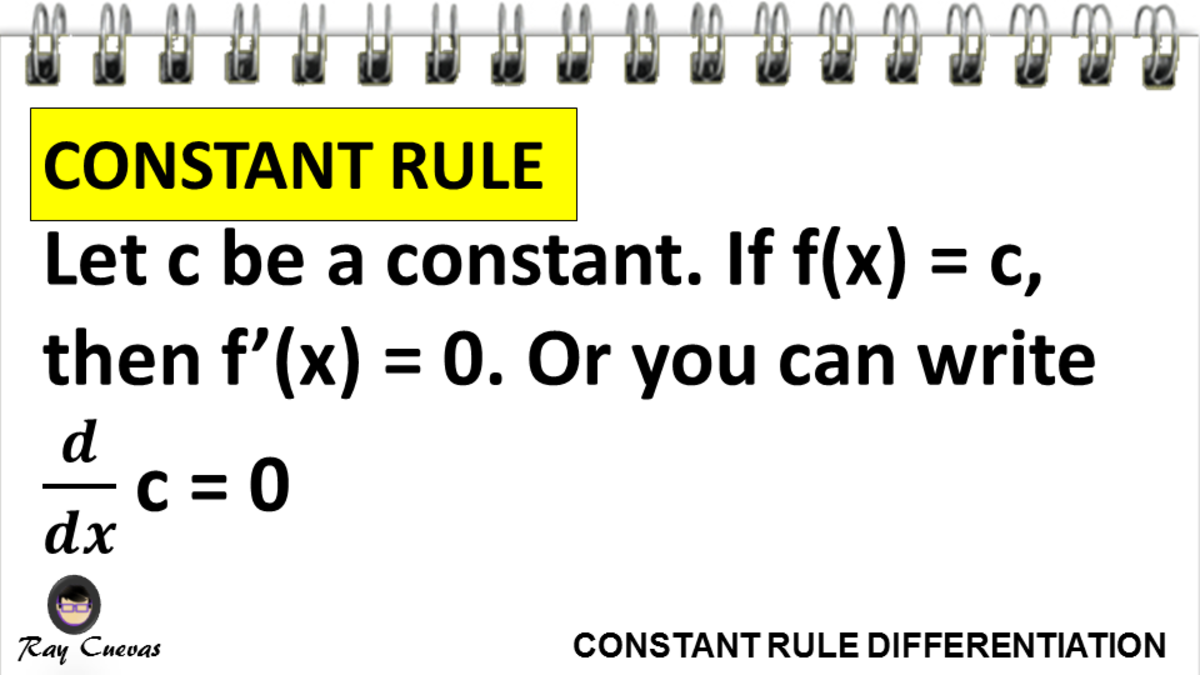 CONSTANT RULE
Let c be a constant. If f(x) = c,
then f’(x) = 0. Or you can write
d/dx c = 0
Ray Cuevas
CONSTANT RULE DIFFERENTIATION